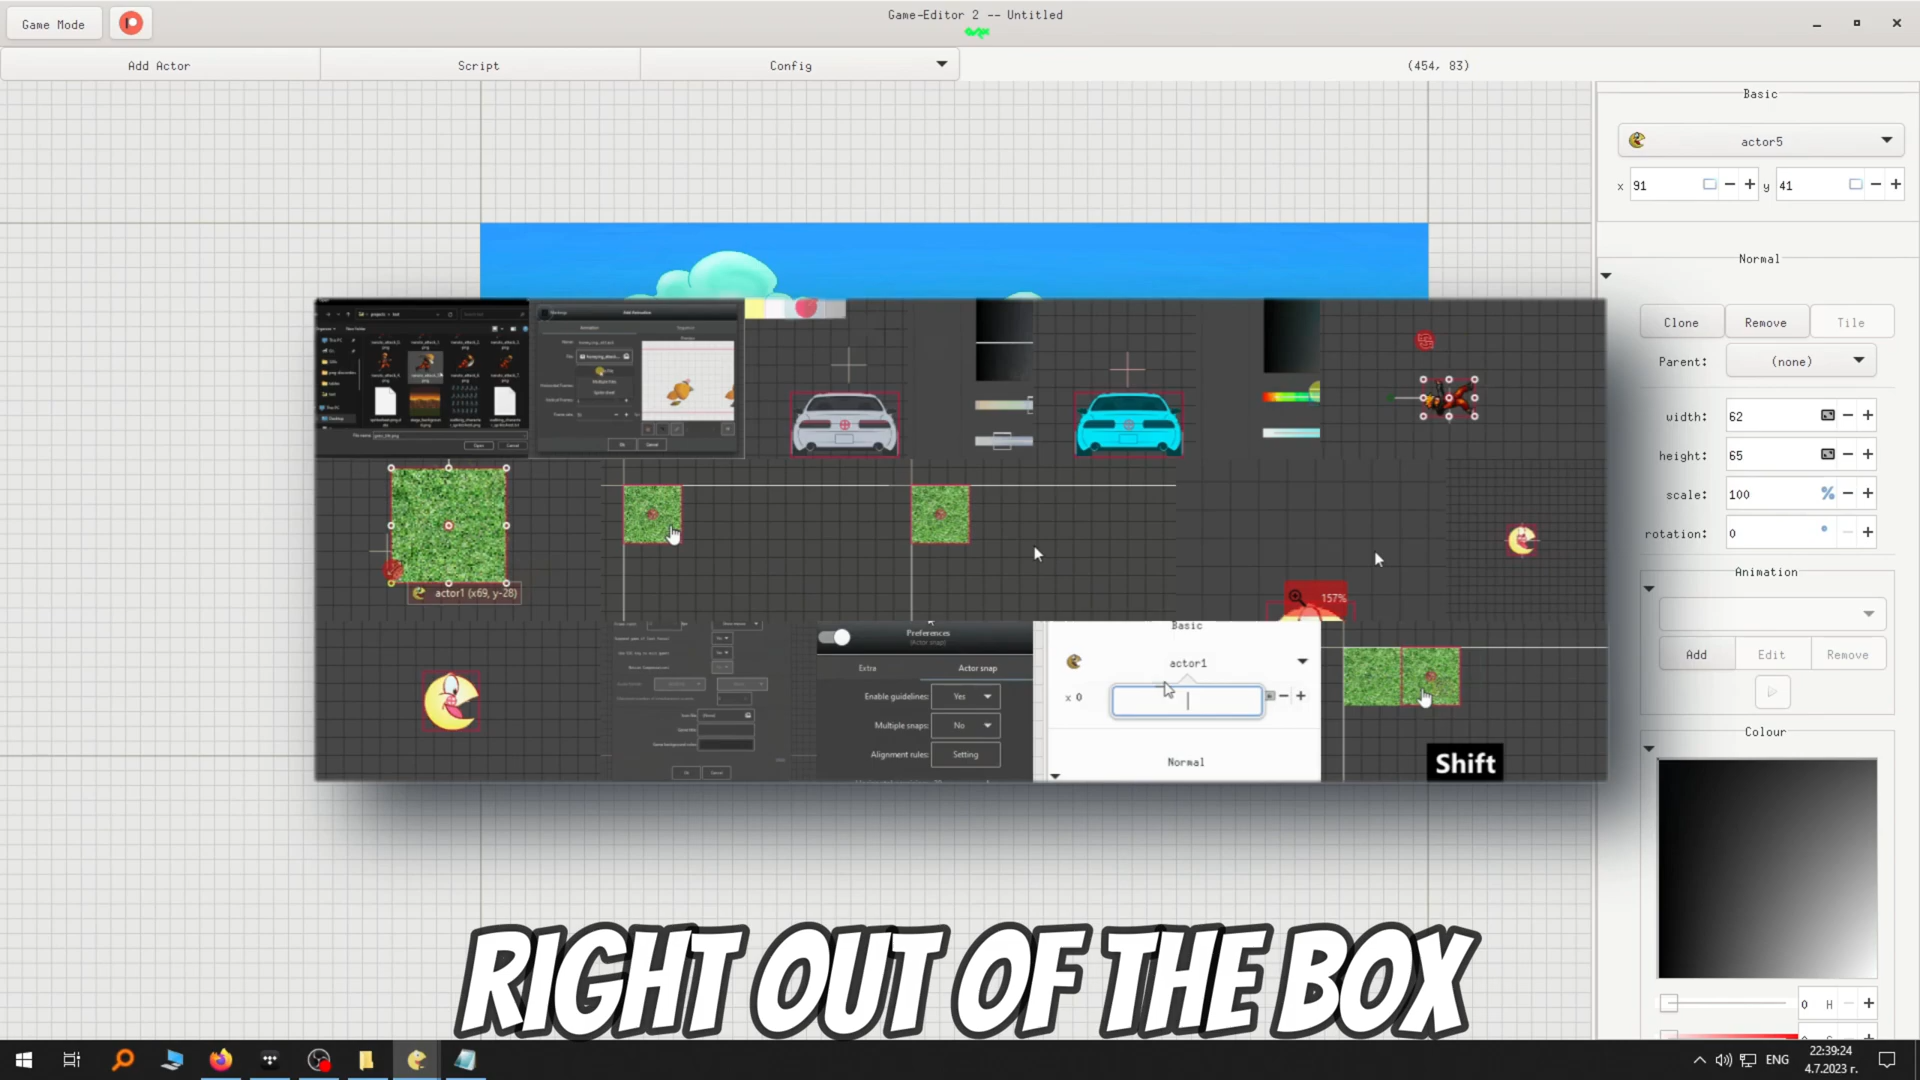 Game-Editor 2 -- Untitled
Game Mode
Add Actor
Script
Config
(454, 83)
Basic
actor5
x 91
y 41
Normal
Clone
Remove
Tile
Parent:
(none)
width:
62
height:
65
scale:
100
%
rotation:
0
Animation
Add
Edit
Remove
Colour
0 H
actor1 (x69, y-28)
157%
Preferences
(Actor snap)
Extra
Actor snap
Enable guidelines:
Yes
Multiple snaps:
No
Alignment rules:
Setting
Basic
actor1
x 0
Normal
Shift
RIGHT OUT OF THE BOX
ENG
22:39:24
4.7.2023 г.